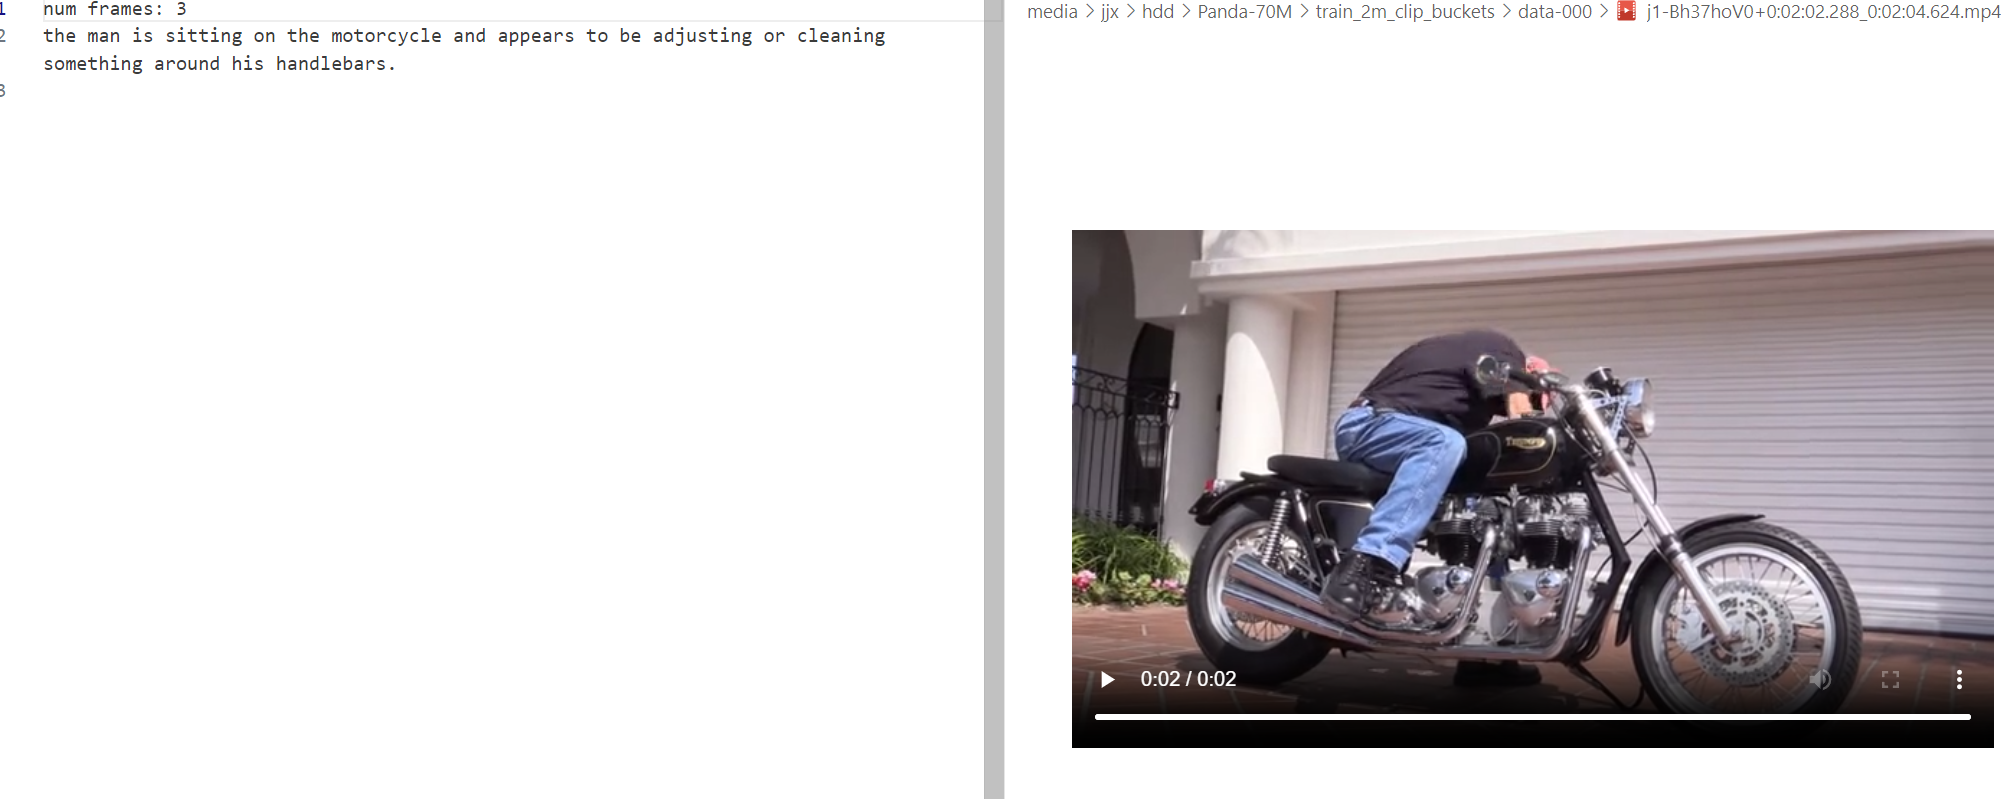 1 num frames: 3
2 the man is sitting on the motorcycle and appears to be adjusting or cleaning
something around his handlebars.
3
media > jjx > hdd > Panda-70M > train_2m_clip_buckets > data-000 > j1-Bh37hoV0+0:02:02.288_0:02:04.624.mp4
TRIUMPH
0:02 / 0:02